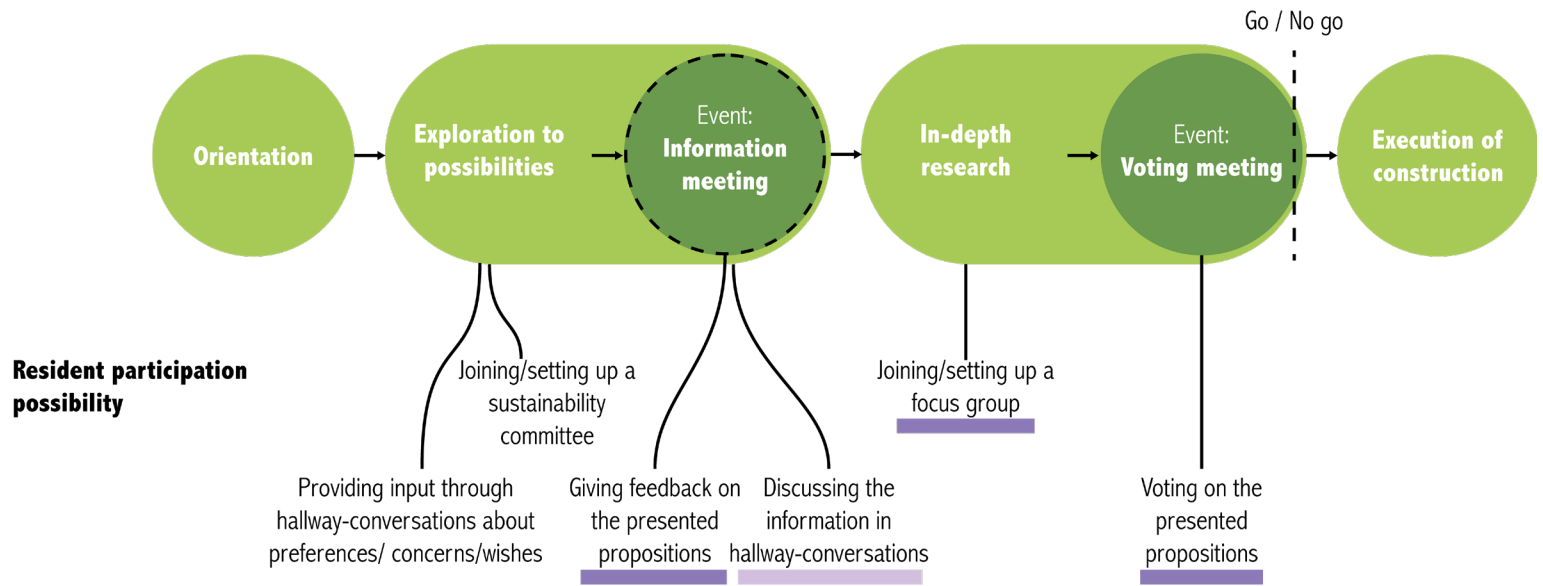 Go / No go
Orientation
Exploration to
possibilities
Event:
Information
meeting
In-depth
research
Event:
Voting meeting
Execution of
construction
Resident participation
possibility
Providing input through
hallway-conversations about
preferences/ concerns/wishes
Joining/setting up a
sustainability
committee
Giving feedback on
the presented
propositions
Discussing the
information in
hallway-conversations
Joining/setting up a
focus group
Voting on the
presented
propositions